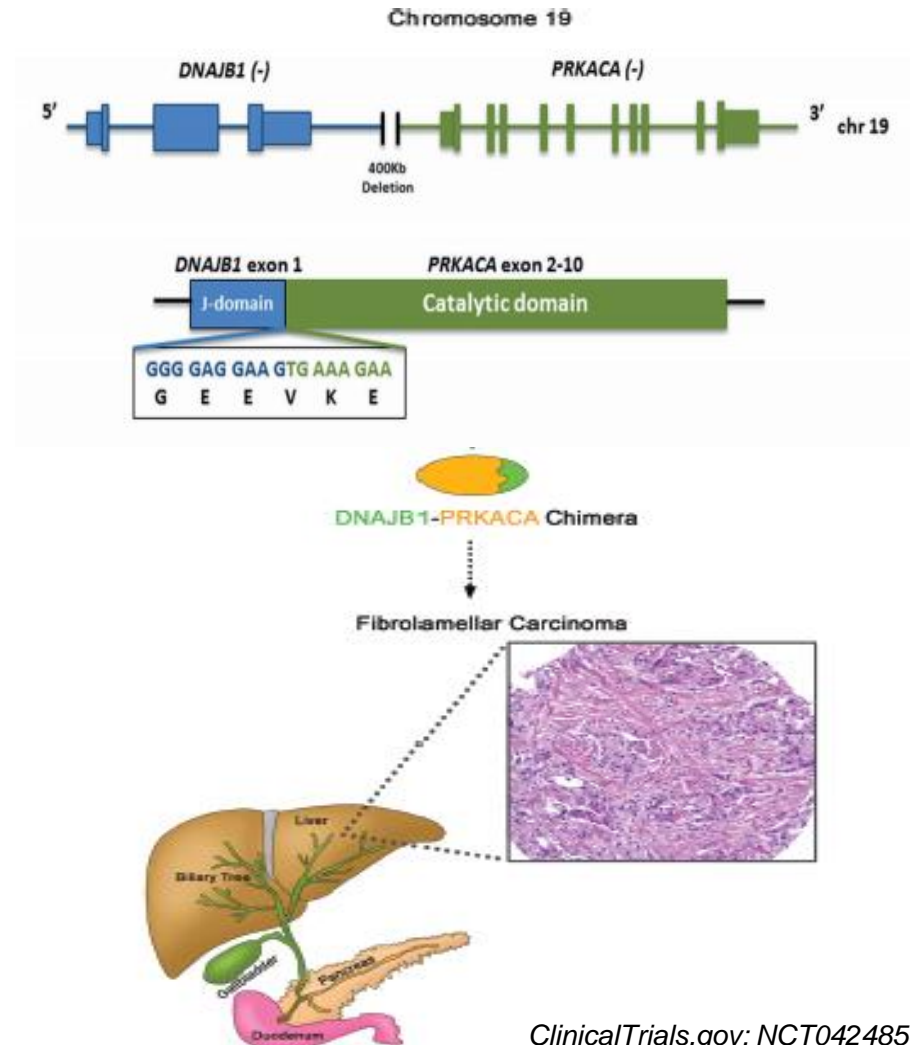 Chromosome 19
DNAJB1 (-) PRKACA (-)
5' 3' chr 19
400Kb
Deletion
DNAJB1 exon 1 PRKACA exon 2-10
J-domain Catalytic domain
GGG GAG GAA GTG AAA GAA
G E E V K E
DNAJB1-PRKACA Chimera
Fibrolamellar Carcinoma
Liver
Biliary Tree
Gallbladder
Pancreas
Duodenum
ClinicalTrials.gov: NCT042485